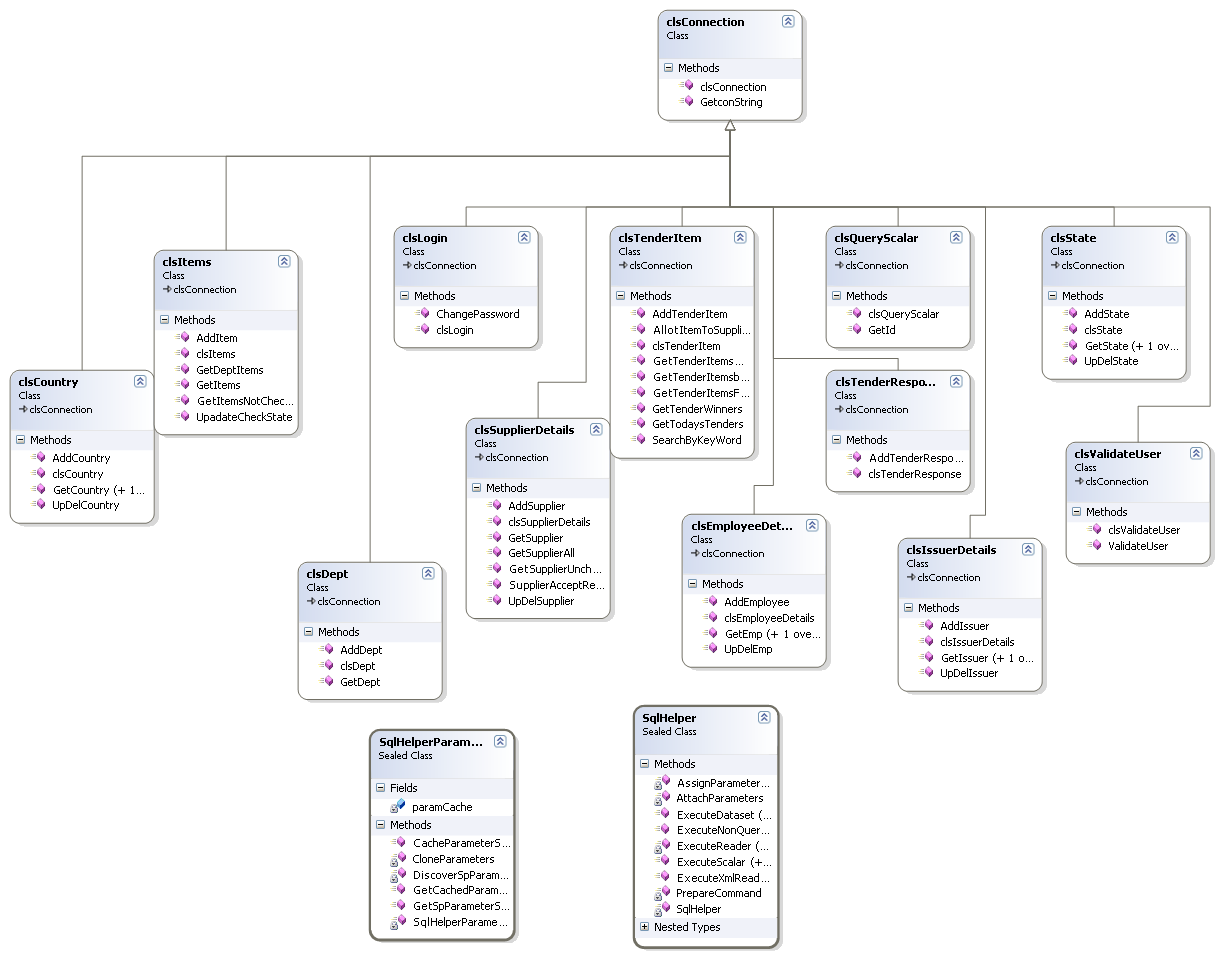 clsConnection
Class
Methods
clsConnection
GetconString
clsCountry
Class
clsConnection
Methods
AddCountry
clsCountry
GetCountry (+ 1...
UpDelCountry
clsItems
Class
clsConnection
Methods
AddItem
clsItems
GetDeptItems
GetItems
GetItemsNotChec...
UpadateCheckState
clsDept
Class
clsConnection
Methods
AddDept
clsDept
GetDept
clsLogin
Class
clsConnection
Methods
ChangePassword
clsLogin
clsSupplierDetails
Class
clsConnection
Methods
AddSupplier
clsSupplierDetails
GetSupplier
GetSupplierAll
GetSupplierUnch...
SupplierAcceptRe...
UpDelSupplier
clsTenderItem
Class
clsConnection
Methods
AddTenderItem
AllotItemToSuppli...
clsTenderItem
GetTenderItems...
GetTenderItemsb...
GetTenderItemsF...
GetTenderWinners
GetTodaysTenders
SearchByKeyWord
clsEmployeeDet...
Class
clsConnection
Methods
AddEmployee
clsEmployeeDetails
GetEmp (+ 1 ove...
UpDelEmp
clsQueryScalar
Class
clsConnection
Methods
clsQueryScalar
GetId
clsTenderRespo...
Class
clsConnection
Methods
AddTenderRespo...
clsTenderResponse
clsIssuerDetails
Class
clsConnection
Methods
AddIssuer
clsIssuerDetails
GetIssuer (+ 1 o...
UpDelIssuer
clsState
Class
clsConnection
Methods
AddState
clsState
GetState (+ 1 ov...
UpDelState
clsValidateUser
Class
clsConnection
Methods
clsValidateUser
ValidateUser
SqlHelperParam...
Sealed Class
Fields
paramCache
Methods
CacheParameterS...
CloneParameters
DiscoverSpParam...
GetCachedParam...
GetSpParameterS...
SqlHelperParame...
SqlHelper
Sealed Class
Methods
AssignParameter...
AttachParameters
ExecuteDataset (...
ExecuteNonQuer...
ExecuteReader (...
ExecuteScalar (+...
ExecuteXmlRead...
PrepareCommand
SqlHelper
Nested Types